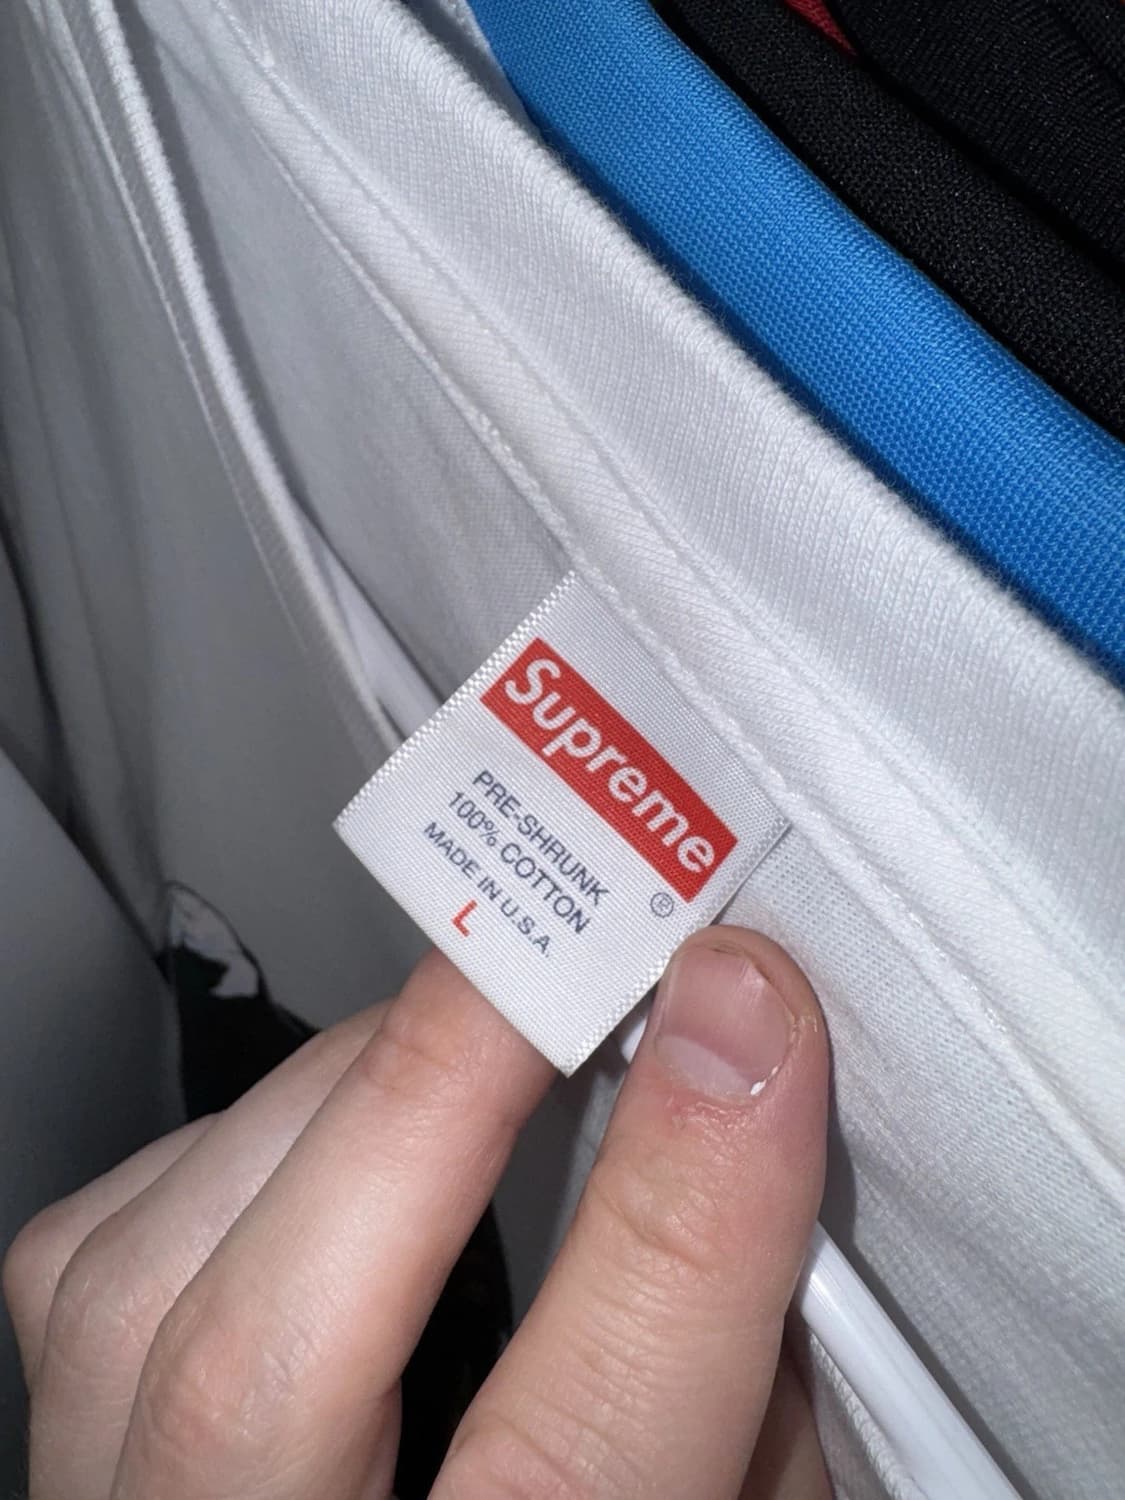 Supreme
®
PRE-SHRUNK
100% COTTON
MADE IN U.S.A.
L